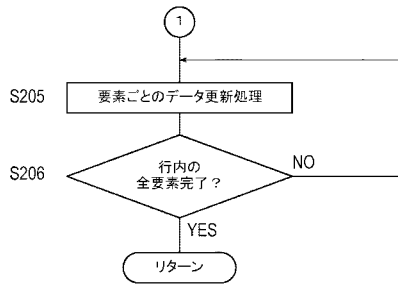 1
S205
要素ごとのデータ更新処理
S206
行内の
全要素完了?
NO
YES
リターン